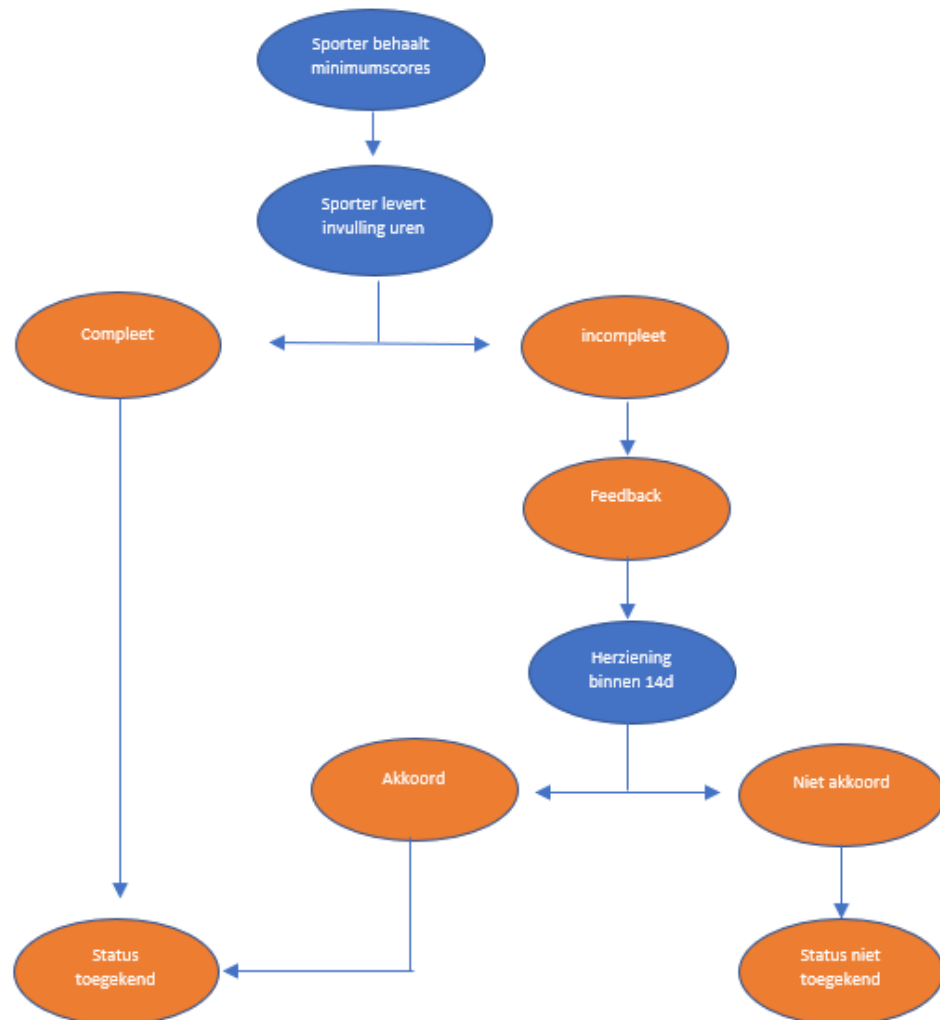 Sporter behaalt
minimumscores
Sporter levert
invulling uren
Compleet
incompleet
Feedback
Herziening
binnen 14d
Akkoord
Niet akkoord
Status
toegekend
Status niet
toegekend